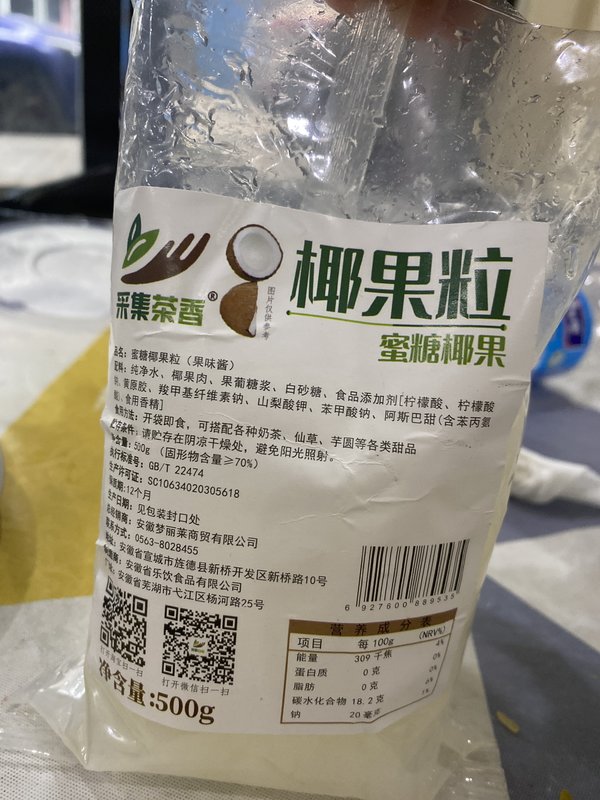 采集茶香®
图片仅供参考
椰果粒
蜜糖椰果
品名：蜜糖椰果粒（果味酱）
配料：纯净水、椰果肉、果葡糖浆、白砂糖、食品添加剂[柠檬酸、柠檬酸
钠、黄原胶、羧甲基纤维素钠、山梨酸钾、苯甲酸钠、阿斯巴甜(含苯丙氨
酸)、食用香精]
食用方法：开袋即食，可搭配各种奶茶、仙草、芋圆等各类甜品
贮存条件：请贮存在阴凉干燥处，避免阳光照射。
净含量：500g （固形物含量≥70%）
执行标准号：GB/T 22474
生产许可证：SC10634020305618
保质期：12个月
生产日期：见包装封口处
总经销商：安徽梦丽莱商贸有限公司
联系方式：0563-8028455
地址：安徽省宣城市旌德县新桥开发区新桥路10号
安徽省乐饮食品有限公司
安徽省芜湖市弋江区杨河路25号
6 927600 889535
打开淘宝扫一扫
打开微信扫一扫
净含量:500g
营养成分表
项目 每100g (NRV%)
能量 309千焦 4%
蛋白质 0克 0%
脂肪 0克 0%
碳水化合物 18.2克 6%
钠 20毫克 1%